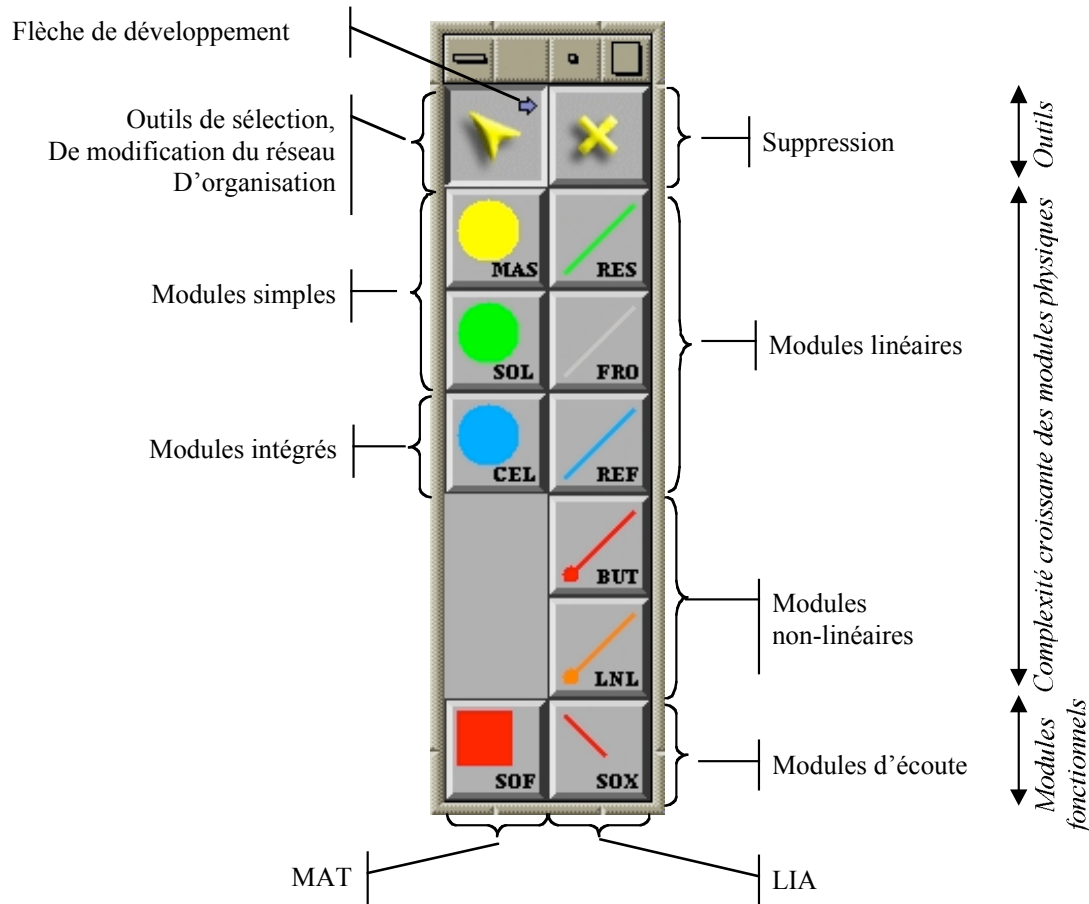 Flèche de développement
Outils de sélection,
De modification du réseau
D’organisation
Suppression
Outils
MAS
RES
Modules simples
SOL
FRO
Modules linéaires
Modules intégrés
CEL
REF
Complexité croissante des modules physiques
BUT
LNL
Modules
non-linéaires
SOF
SOX
Modules d’écoute
Modules
fonctionnels
MAT
LIA